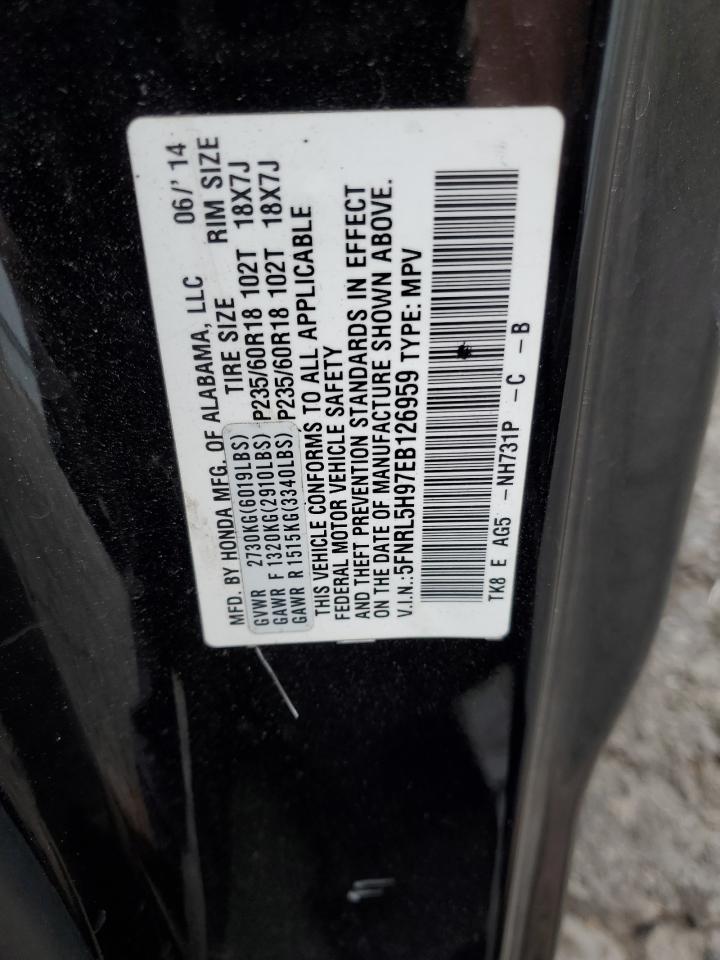 MFD. BY HONDA MFG. OF ALABAMA, LLC 06/' 14
TIRE SIZE RIM SIZE
GVWR 2730KG(6019LBS)
GAWR F 1320KG(2910LBS) P235/60R18 102T 18X7J
GAWR R 1515KG(3340LBS) P235/60R18 102T 18X7J
THIS VEHICLE CONFORMS TO ALL APPLICABLE
FEDERAL MOTOR VEHICLE SAFETY
AND THEFT PREVENTION STANDARDS IN EFFECT
ON THE DATE OF MANUFACTURE SHOWN ABOVE.
V.I.N.:5FNRL5H97EB126959 TYPE: MPV
TK8 E AG5 -NH731P -C -B